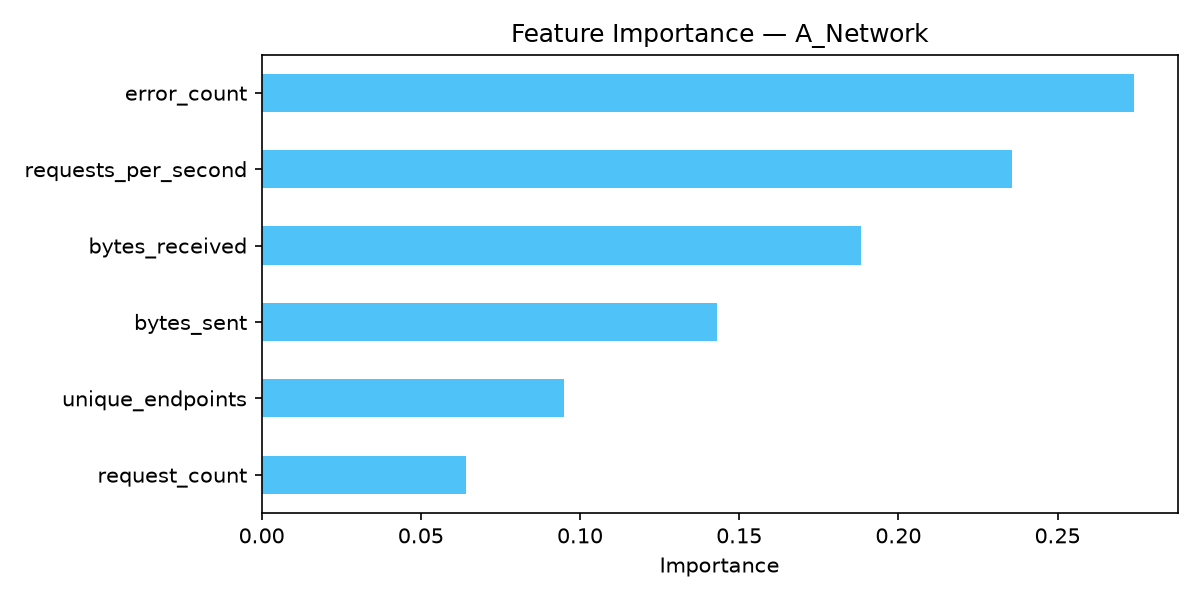 Feature Importance — A_Network
error_count
requests_per_second
bytes_received
bytes_sent
unique_endpoints
request_count
0.00 0.05 0.10 0.15 0.20 0.25
Importance